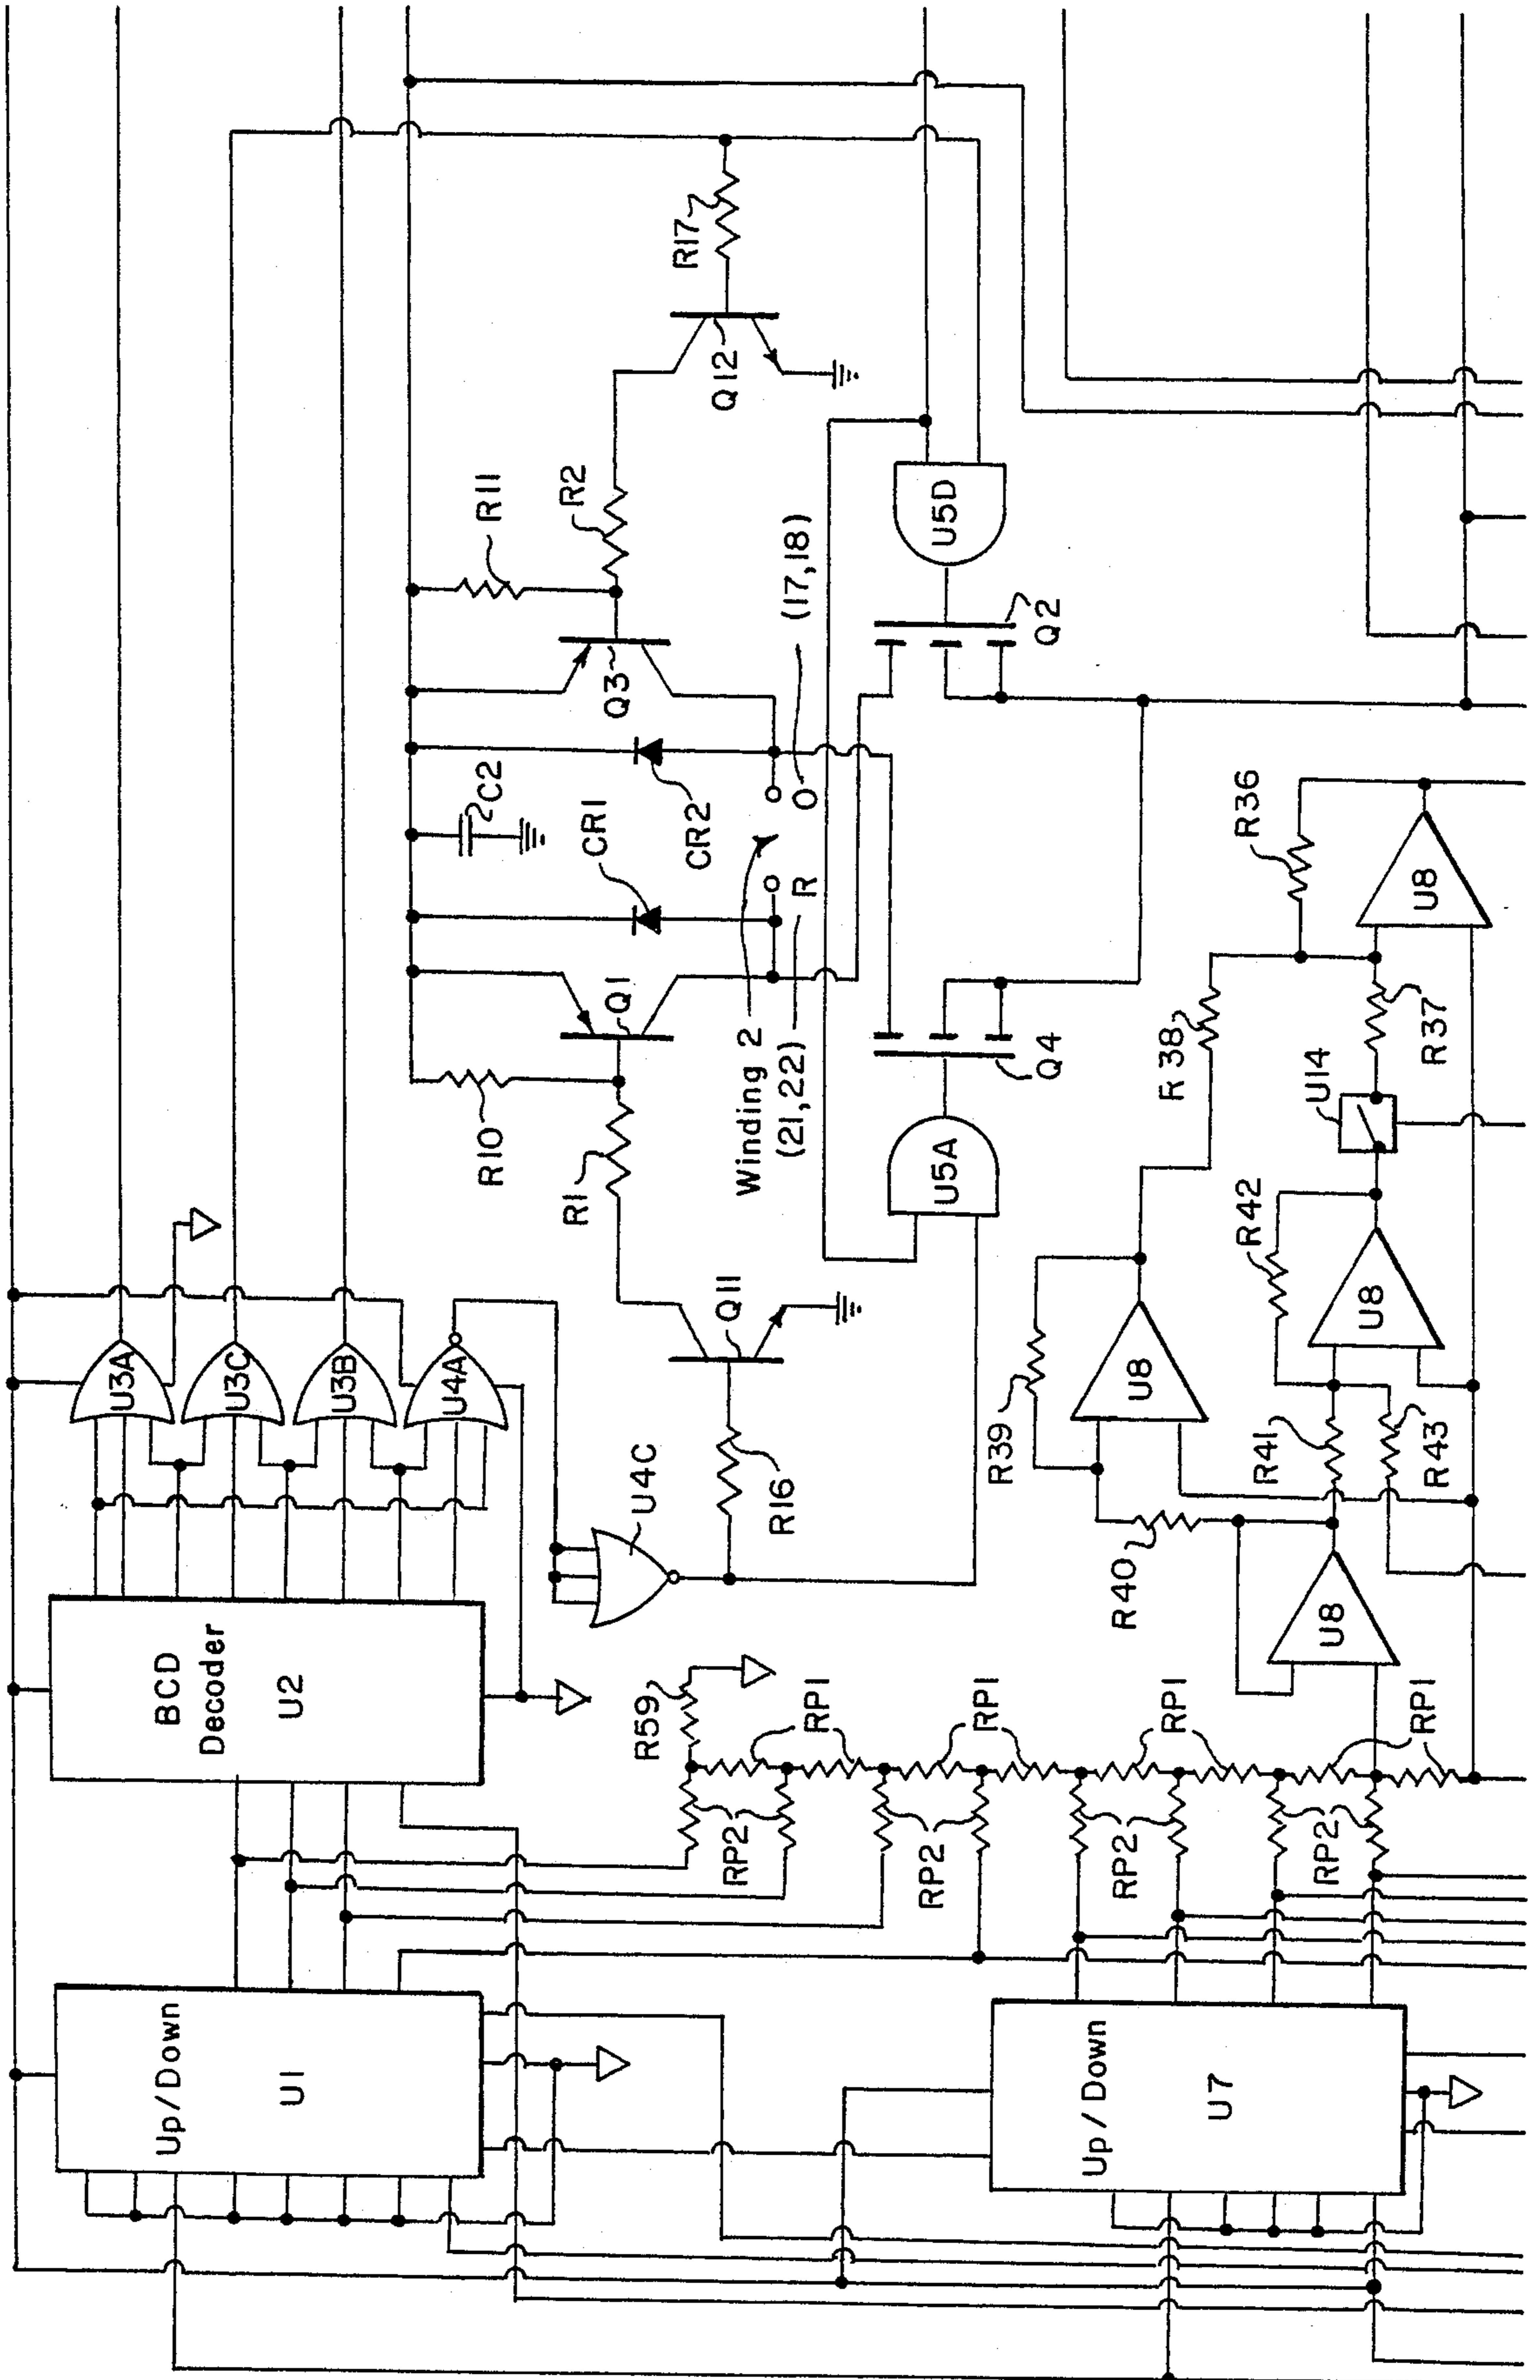 Up/Down
U1
BCD
Decoder
U2
U3A
U3C
U3B
U4A
U4C
R16
Q11
R1
R10
Q1
CR1
C2
CR2
Q3
R11
R2
Q12
R17
Winding 2
(21,22)
R
O
(17,18)
U5A
Q4
U5D
Q2
R59
RP1
RP1
RP1
RP1
RP2
RP2
RP2
RP2
Up/Down
U7
U8
R40
R39
U8
R38
R41
R43
R42
U8
U14
R37
R36
U8